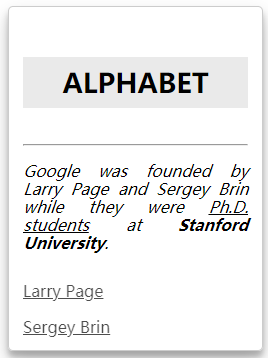 ALPHABET
Google was founded by
Larry Page and Sergey Brin
while they were Ph.D.
students at Stanford
University.
Larry Page
Sergey Brin